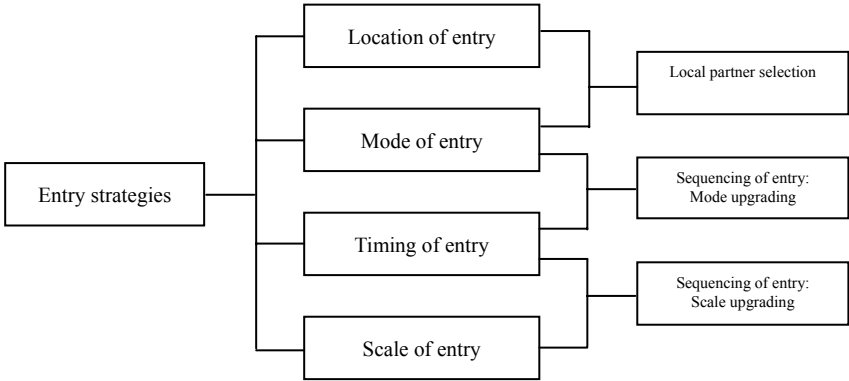 Entry strategies
Location of entry
Mode of entry
Timing of entry
Scale of entry
Local partner selection
Sequencing of entry:
Mode upgrading
Sequencing of entry:
Scale upgrading